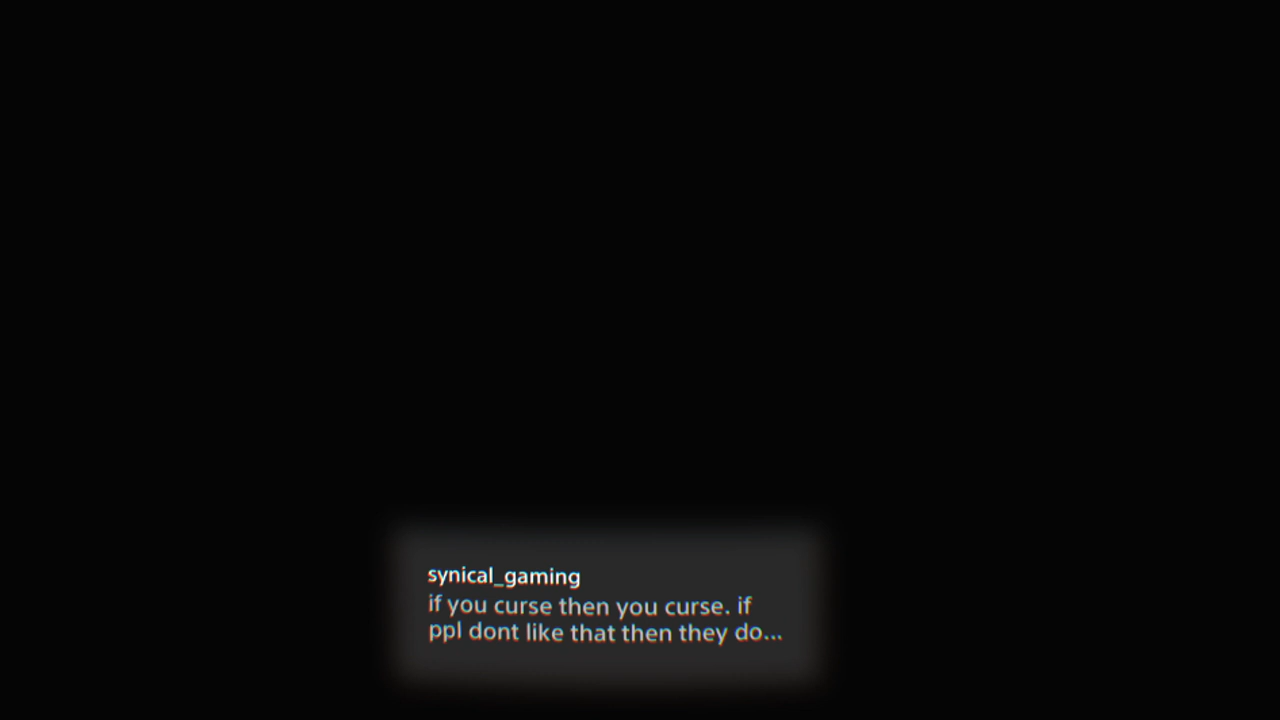 synical_gaming
if you curse then you curse. if
ppl dont like that then they do...